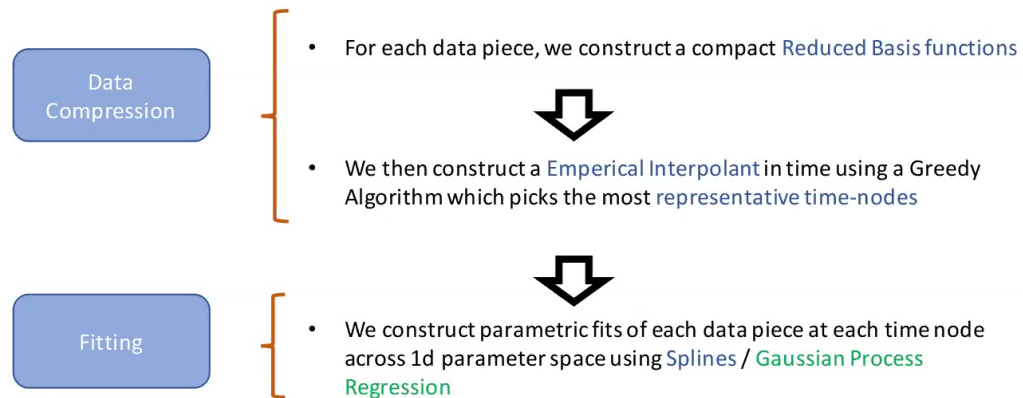 Data
Compression
• For each data piece, we construct a compact Reduced Basis functions
• We then construct a Emperical Interpolant in time using a Greedy
Algorithm which picks the most representative time-nodes
Fitting
• We construct parametric fits of each data piece at each time node
across 1d parameter space using Splines / Gaussian Process
Regression